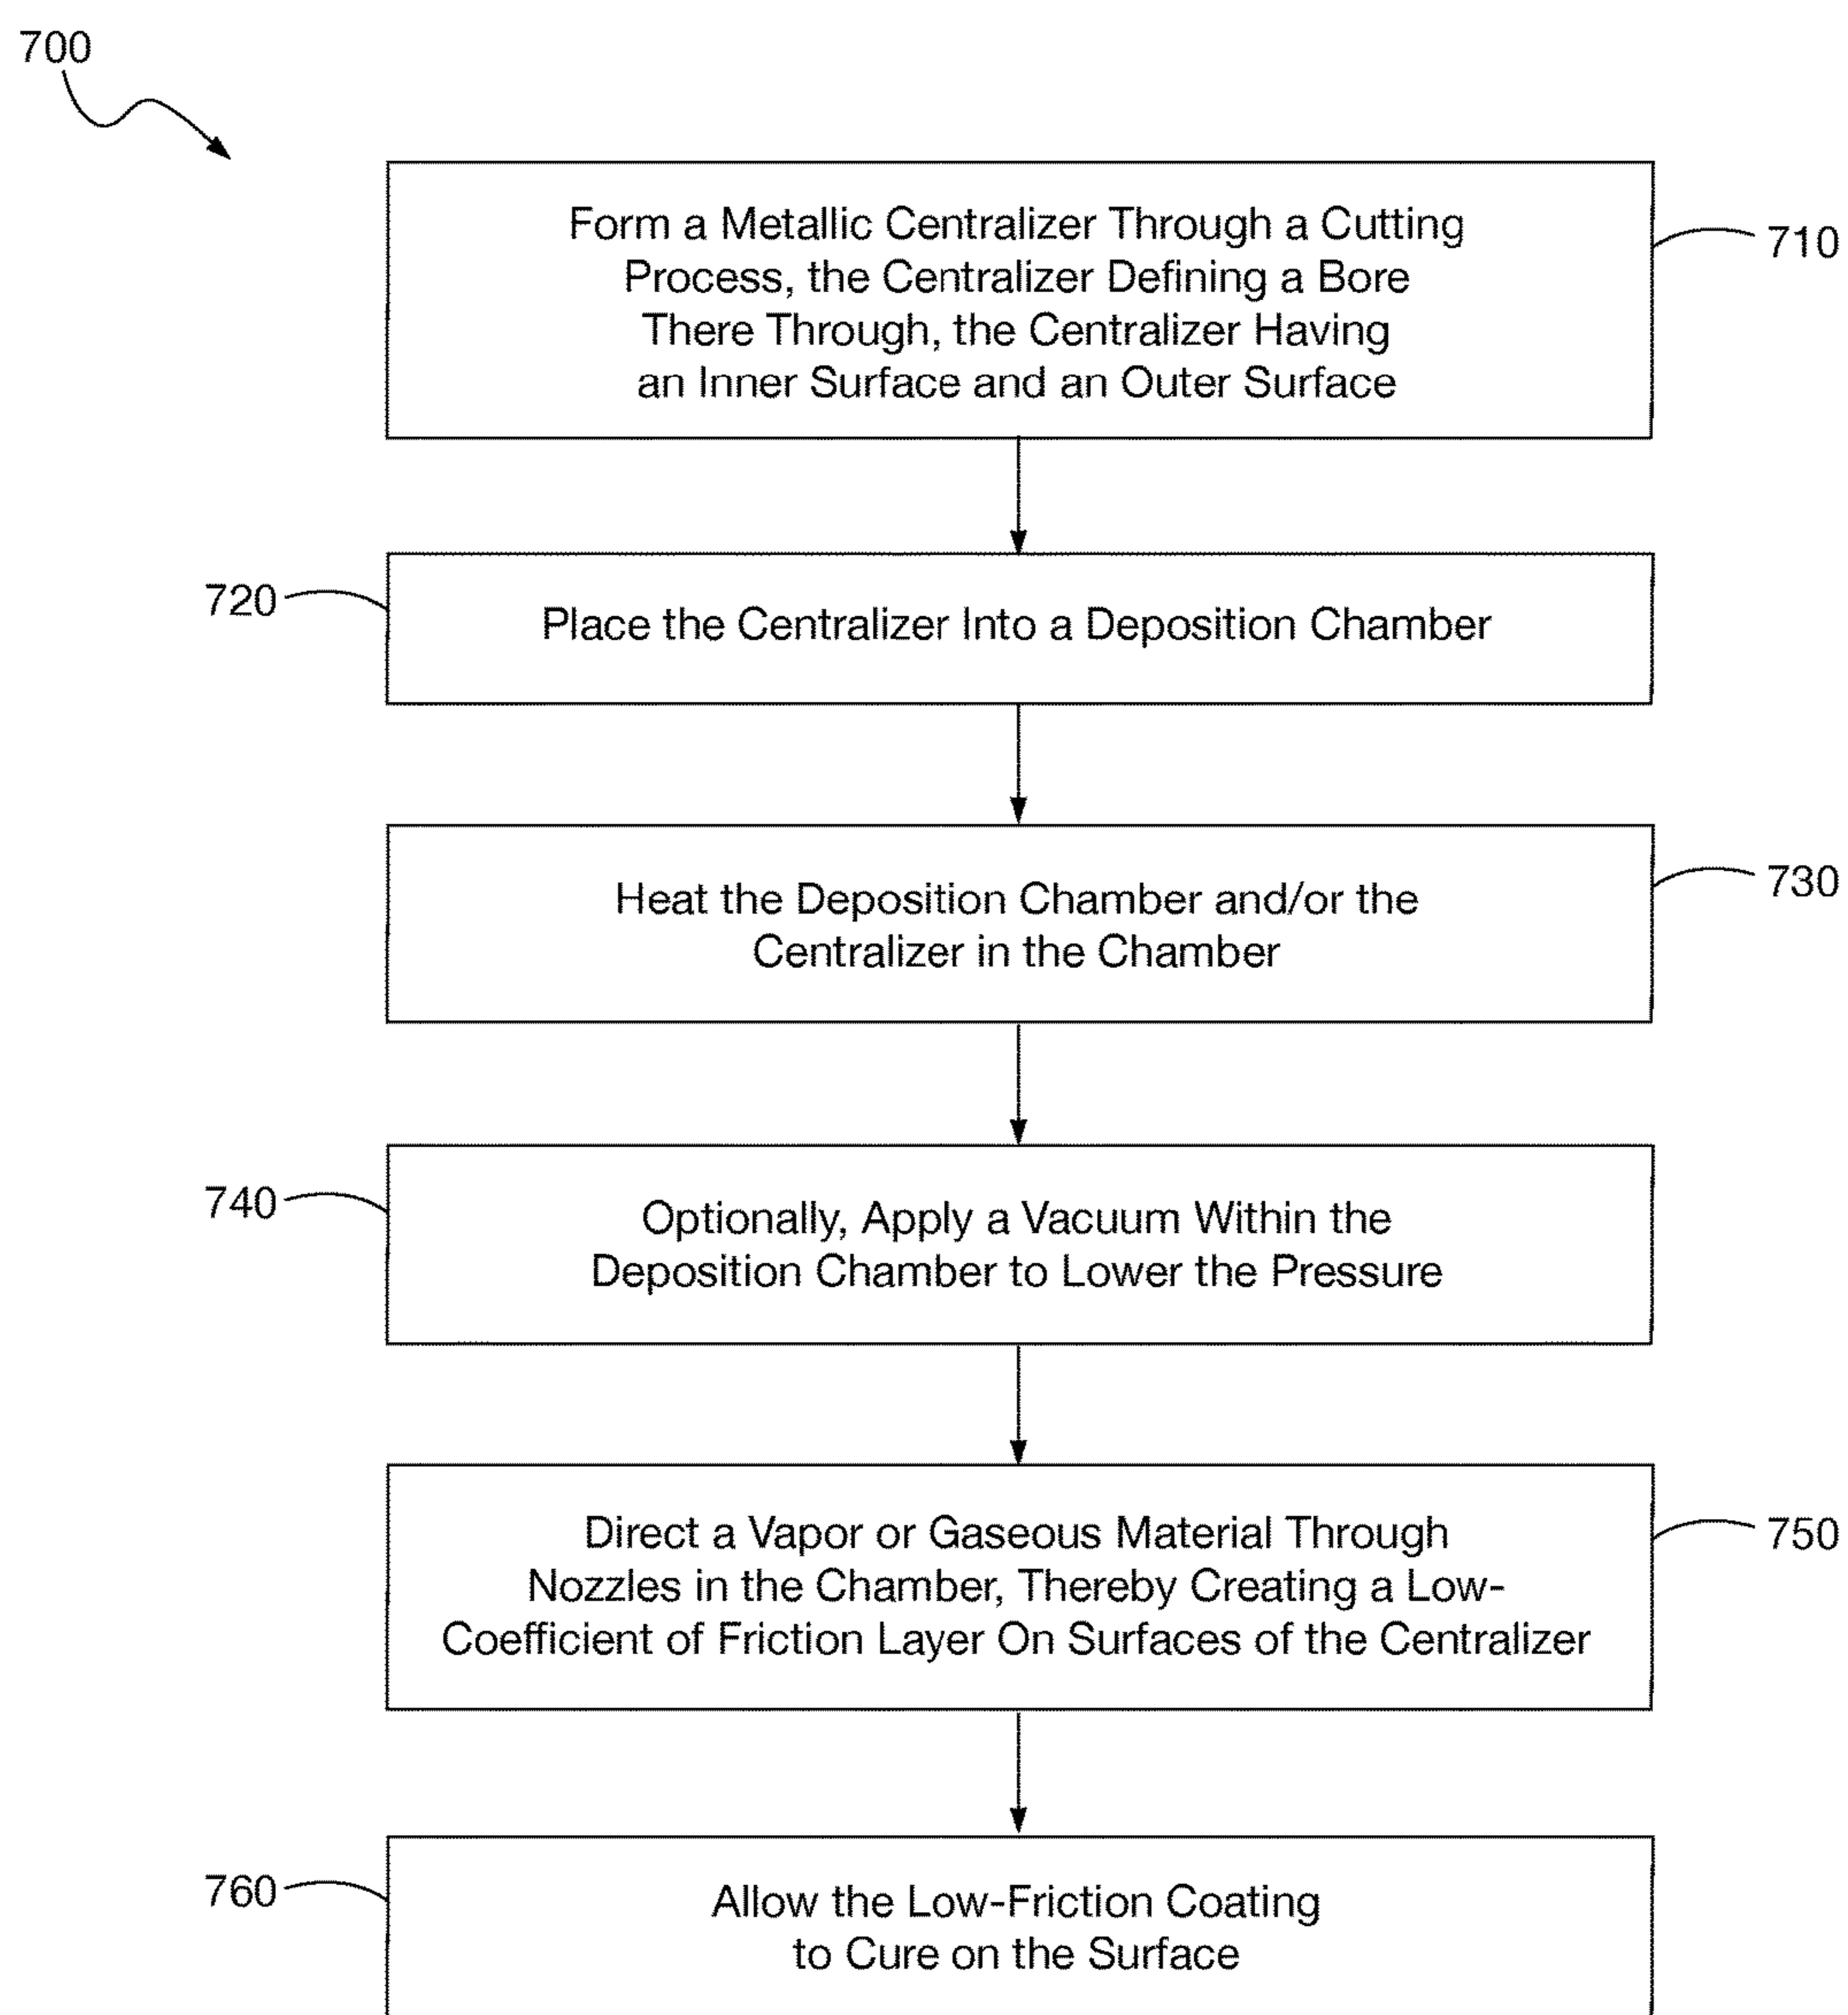 700
Form a Metallic Centralizer Through a Cutting
Process, the Centralizer Defining a Bore
There Through, the Centralizer Having
an Inner Surface and an Outer Surface
710
720
Place the Centralizer Into a Deposition Chamber
Heat the Deposition Chamber and/or the
Centralizer in the Chamber
730
740
Optionally, Apply a Vacuum Within the
Deposition Chamber to Lower the Pressure
Direct a Vapor or Gaseous Material Through
Nozzles in the Chamber, Thereby Creating a Low-
Coefficient of Friction Layer On Surfaces of the Centralizer
750
760
Allow the Low-Friction Coating
to Cure on the Surface